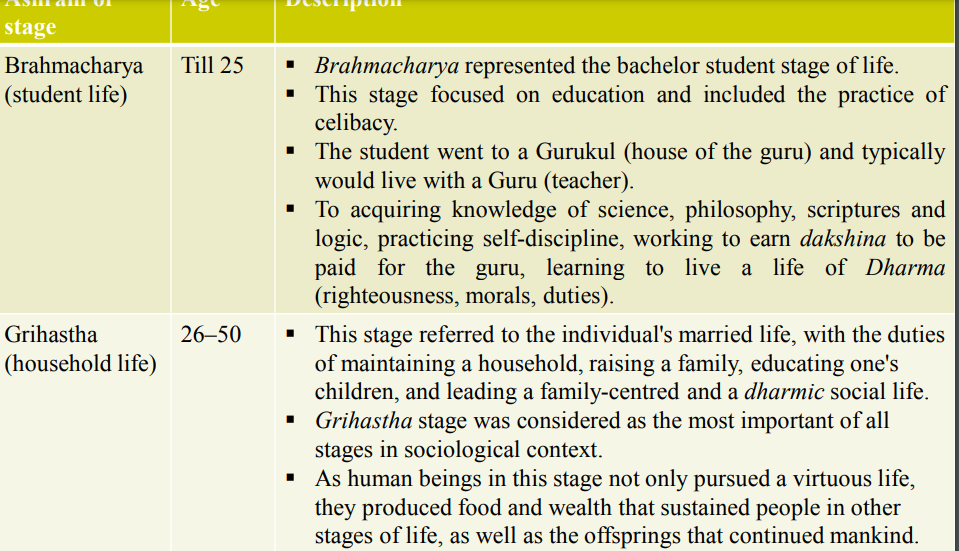 Ashram or Age Description
stage
Brahmacharya Till 25 ▪ Brahmacharya represented the bachelor student stage of life.
(student life) ▪ This stage focused on education and included the practice of
celibacy.
▪ The student went to a Gurukul (house of the guru) and typically
would live with a Guru (teacher).
▪ To acquiring knowledge of science, philosophy, scriptures and
logic, practicing self-discipline, working to earn dakshina to be
paid for the guru, learning to live a life of Dharma
(righteousness, morals, duties).
Grihastha 26–50 ▪ This stage referred to the individual's married life, with the duties
(household life) of maintaining a household, raising a family, educating one's
children, and leading a family-centred and a dharmic social life.
▪ Grihastha stage was considered as the most important of all
stages in sociological context.
▪ As human beings in this stage not only pursued a virtuous life,
they produced food and wealth that sustained people in other
stages of life, as well as the offsprings that continued mankind.